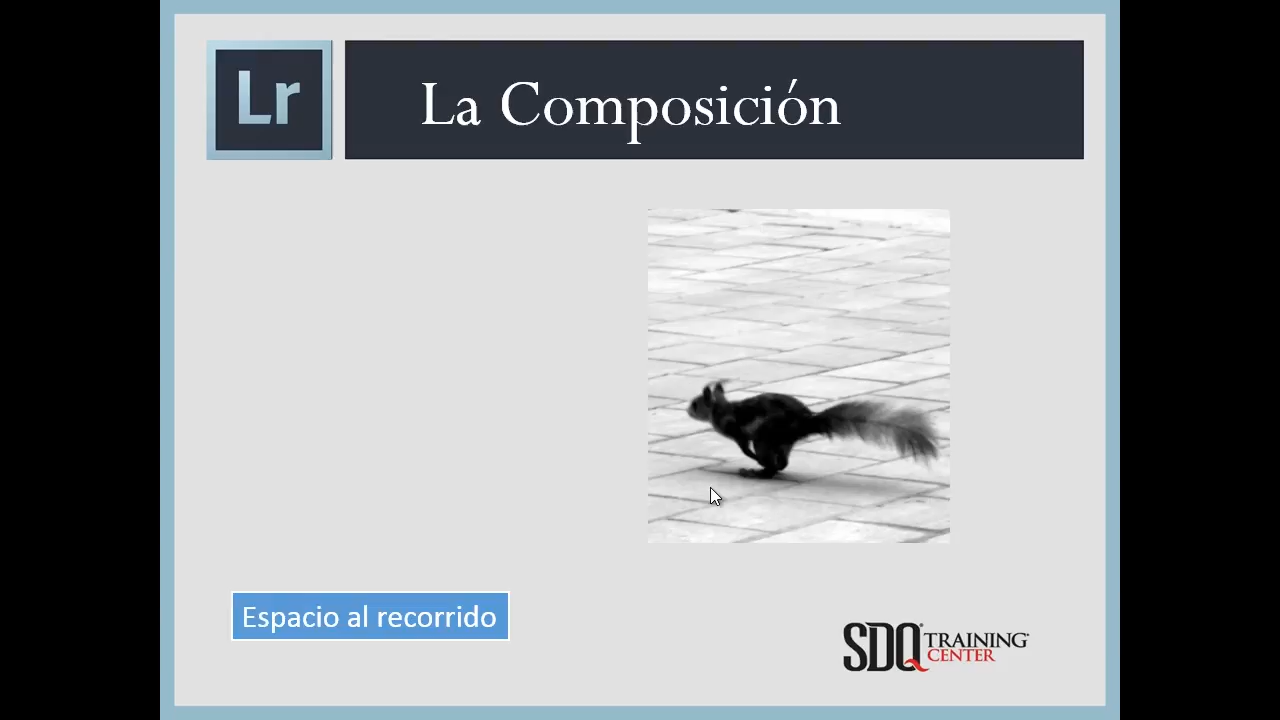 Lr
La Composición
Espacio al recorrido
SDQ TRAINING
CENTER